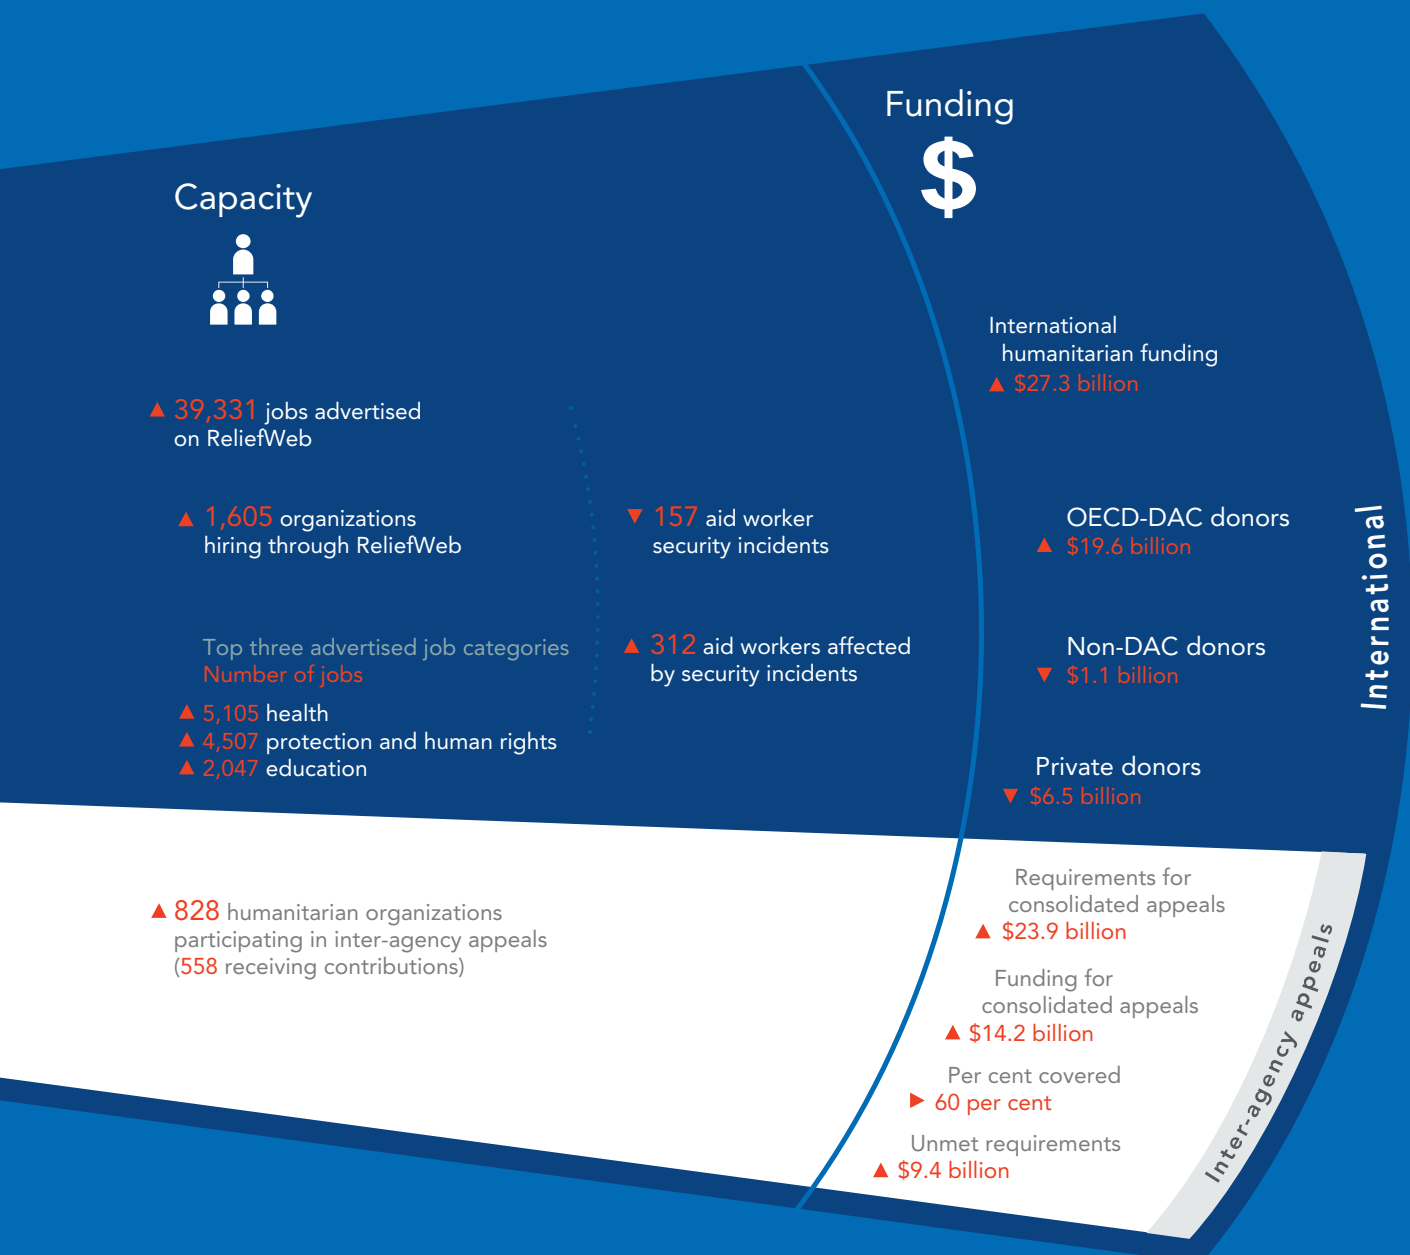 Capacity
▲ 39,331 jobs advertised
on ReliefWeb
▲ 1,605 organizations
hiring through ReliefWeb
Top three advertised job categories
Number of jobs
▲ 5,105 health
▲ 4,507 protection and human rights
▲ 2,047 education
▼ 157 aid worker
security incidents
▲ 312 aid workers affected
by security incidents
▲ 828 humanitarian organizations
participating in inter-agency appeals
(558 receiving contributions)
Funding
$
International
humanitarian funding
▲ $27.3 billion
OECD-DAC donors
▲ $19.6 billion
Non-DAC donors
▼ $1.1 billion
Private donors
▼ $6.5 billion
International
Requirements for
consolidated appeals
▲ $23.9 billion
Funding for
consolidated appeals
▲ $14.2 billion
Per cent covered
► 60 per cent
Unmet requirements
▲ $9.4 billion
Inter-agency appeals